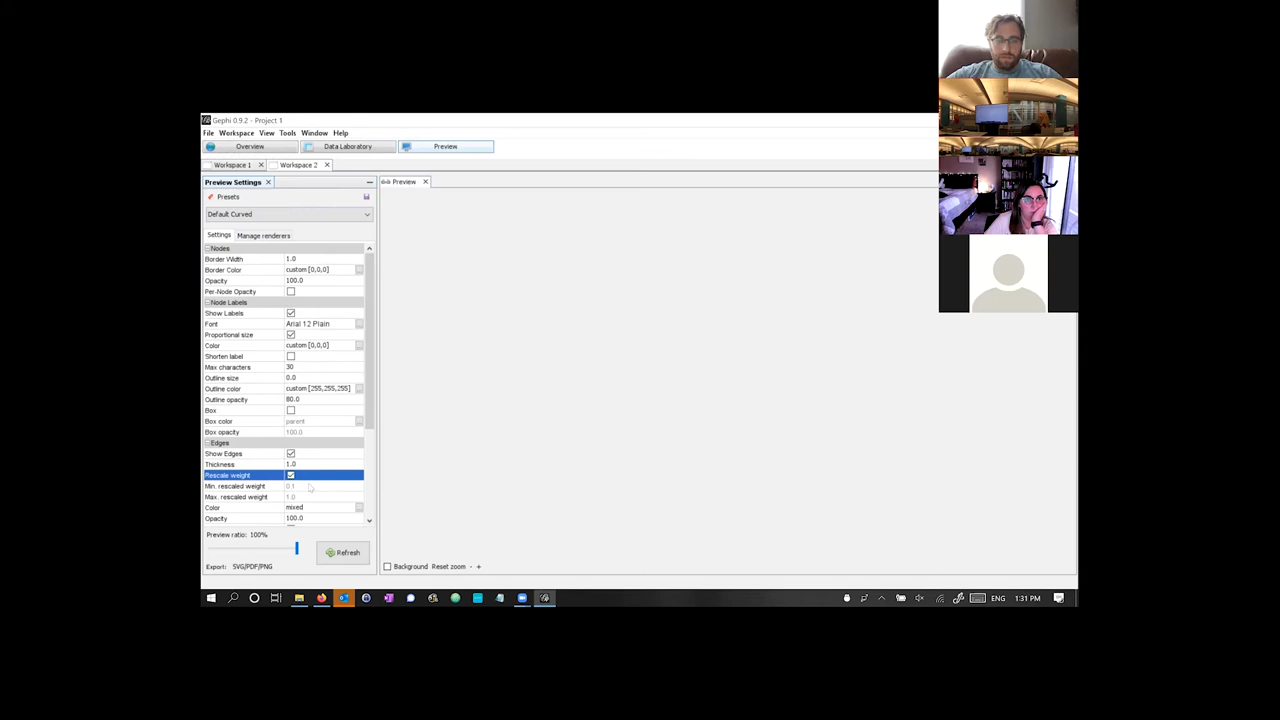 Gephi 0.9.2 - Project 1
File Workspace View Tools Window Help
Overview Data Laboratory Preview
Workspace 1 Workspace 2
Preview Settings
Preview
Presets
Default Curved
Settings Manage renderers
Nodes
Border Width 1.0
Border Color custom [0,0,0]
Opacity 100.0
Per-Node Opacity
Node Labels
Show Labels
Font Arial 12 Plain
Proportional size
Color custom [0,0,0]
Shorten label
Max characters 30
Outline size 0.0
Outline color custom [255,255,255]
Outline opacity 80.0
Box
Box color parent
Box opacity 100.0
Edges
Show Edges
Thickness 1.0
Rescale weight
Min. rescaled weight 0.1
Max. rescaled weight 1.0
Color mixed
Opacity 100.0
Preview ratio: 100%
Refresh
Export: SVG/PDF/PNG
Background Reset zoom - +
ENG 1:31 PM